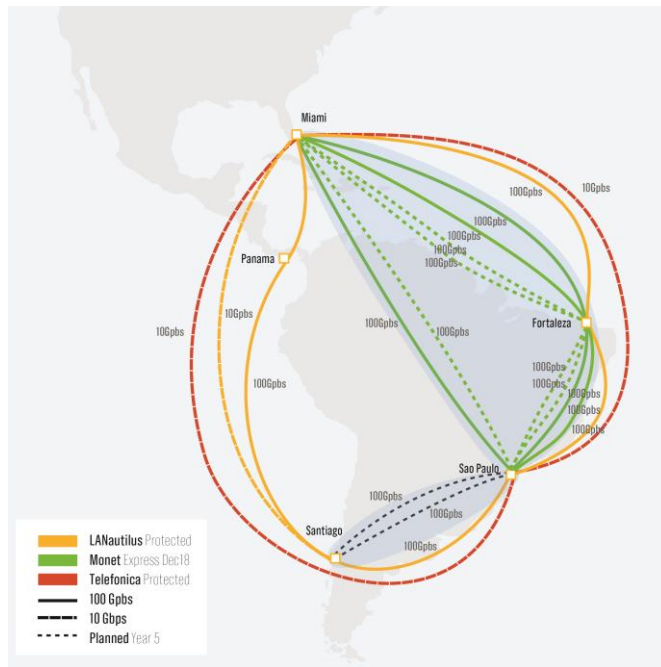 Miami
100Gpbs
10Gpbs
100Gpbs
100Gpbs
100Gpbs
100Gpbs
Panama
10Gpbs
10Gpbs
100Gpbs
100Gpbs
Fortaleza
100Gpbs
100Gpbs
100Gpbs
100Gpbs
100Gpbs
100Gpbs
Sao Paulo
100Gpbs
100Gpbs
Santiago
100Gpbs
LANautilus Protected
Monet Express Dec18
Telefonica Protected
100 Gpbs
10 Gbps
Planned Year 5